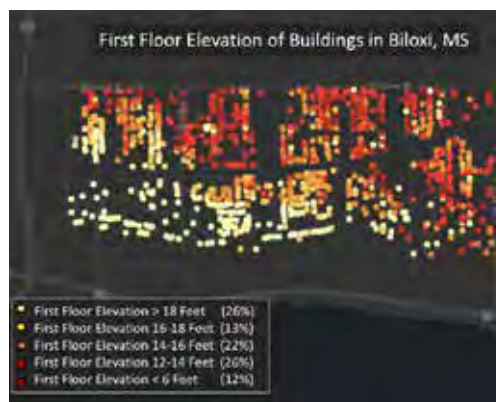 First Floor Elevation of Buildings in Biloxi, MS
First Floor Elevation > 18 Feet (26%)
First Floor Elevation 16-18 Feet (13%)
First Floor Elevation 14-16 Feet (22%)
First Floor Elevation 12-14 Feet (26%)
First Floor Elevation < 6 Feet (12%)